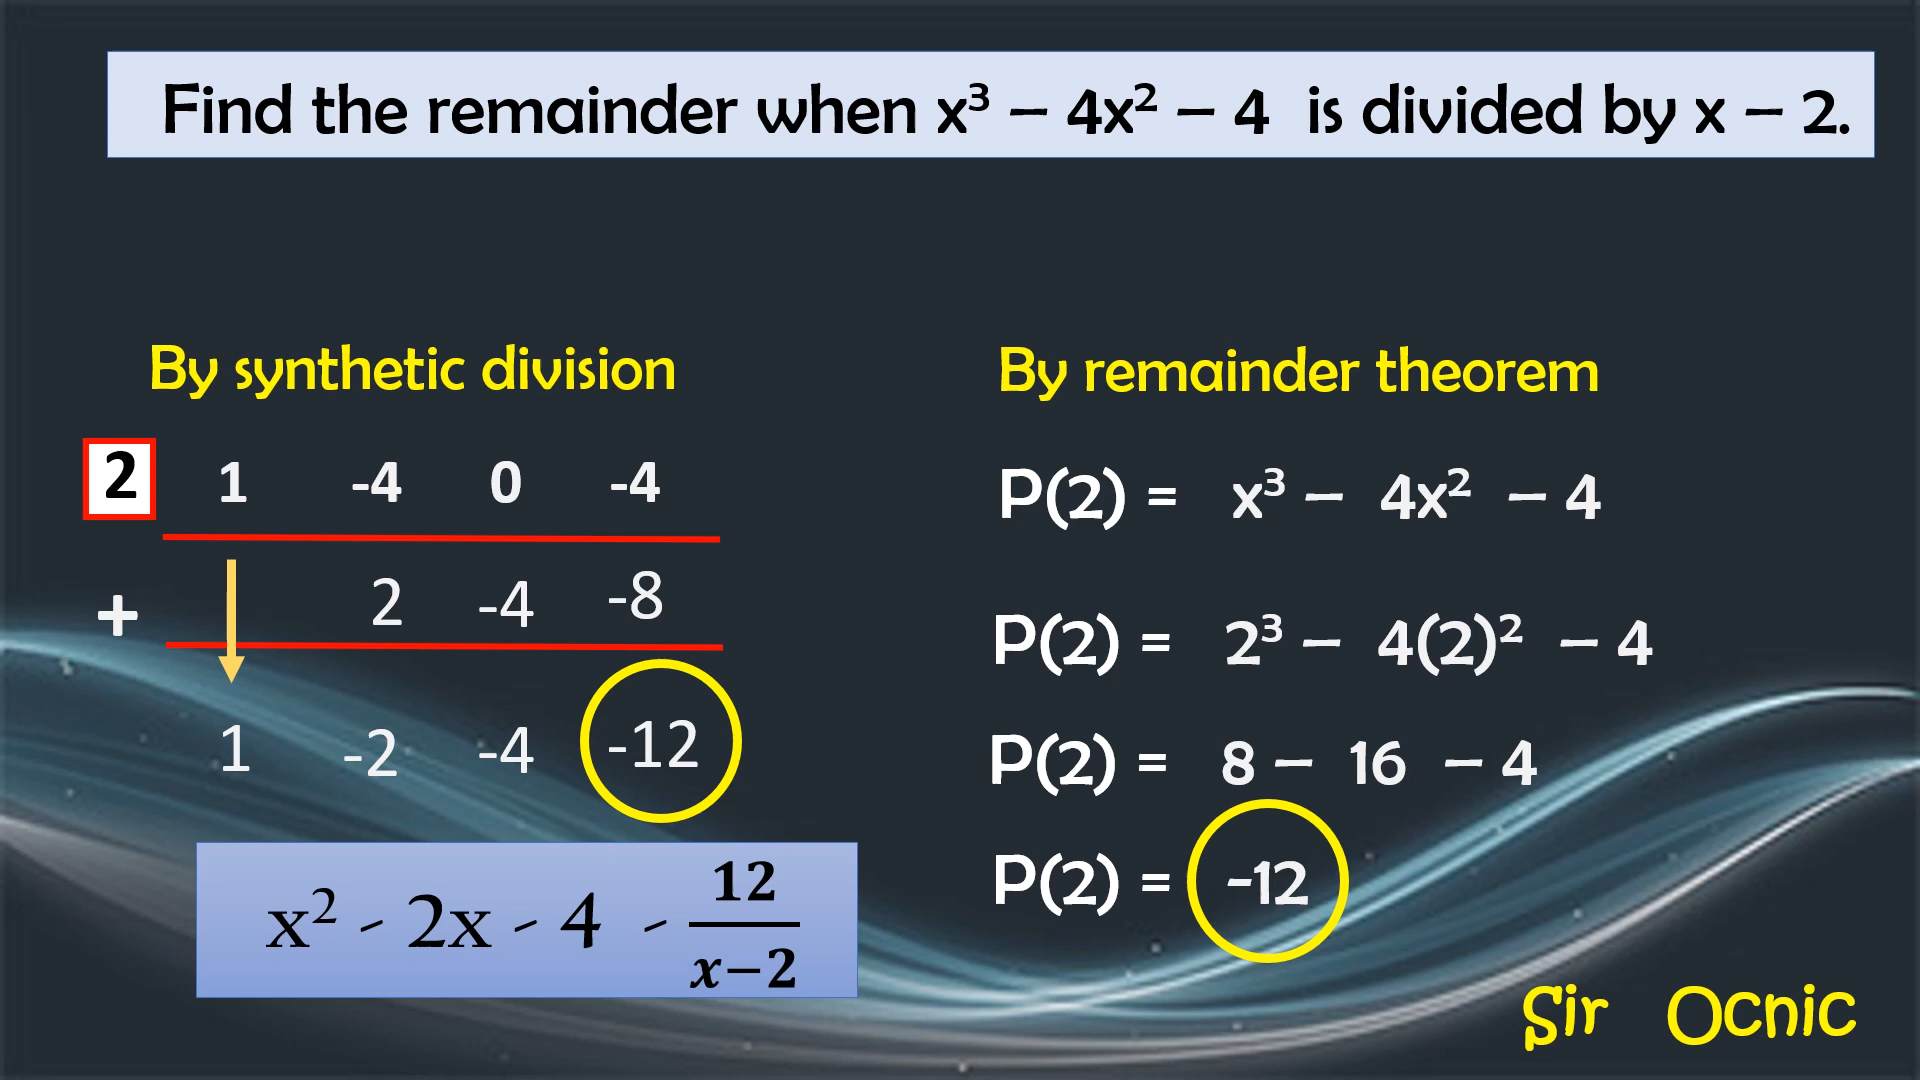 Find the remainder when x³ – 4x² – 4 is divided by x – 2.
By synthetic division
2 1 -4 0 -4
+ 2 -4 -8
1 -2 -4 -12
x² - 2x - 4 - 12/x−2
By remainder theorem
P(2) = x³ – 4x² – 4
P(2) = 2³ – 4(2)² – 4
P(2) = 8 – 16 – 4
P(2) = -12
Sir Ocnic